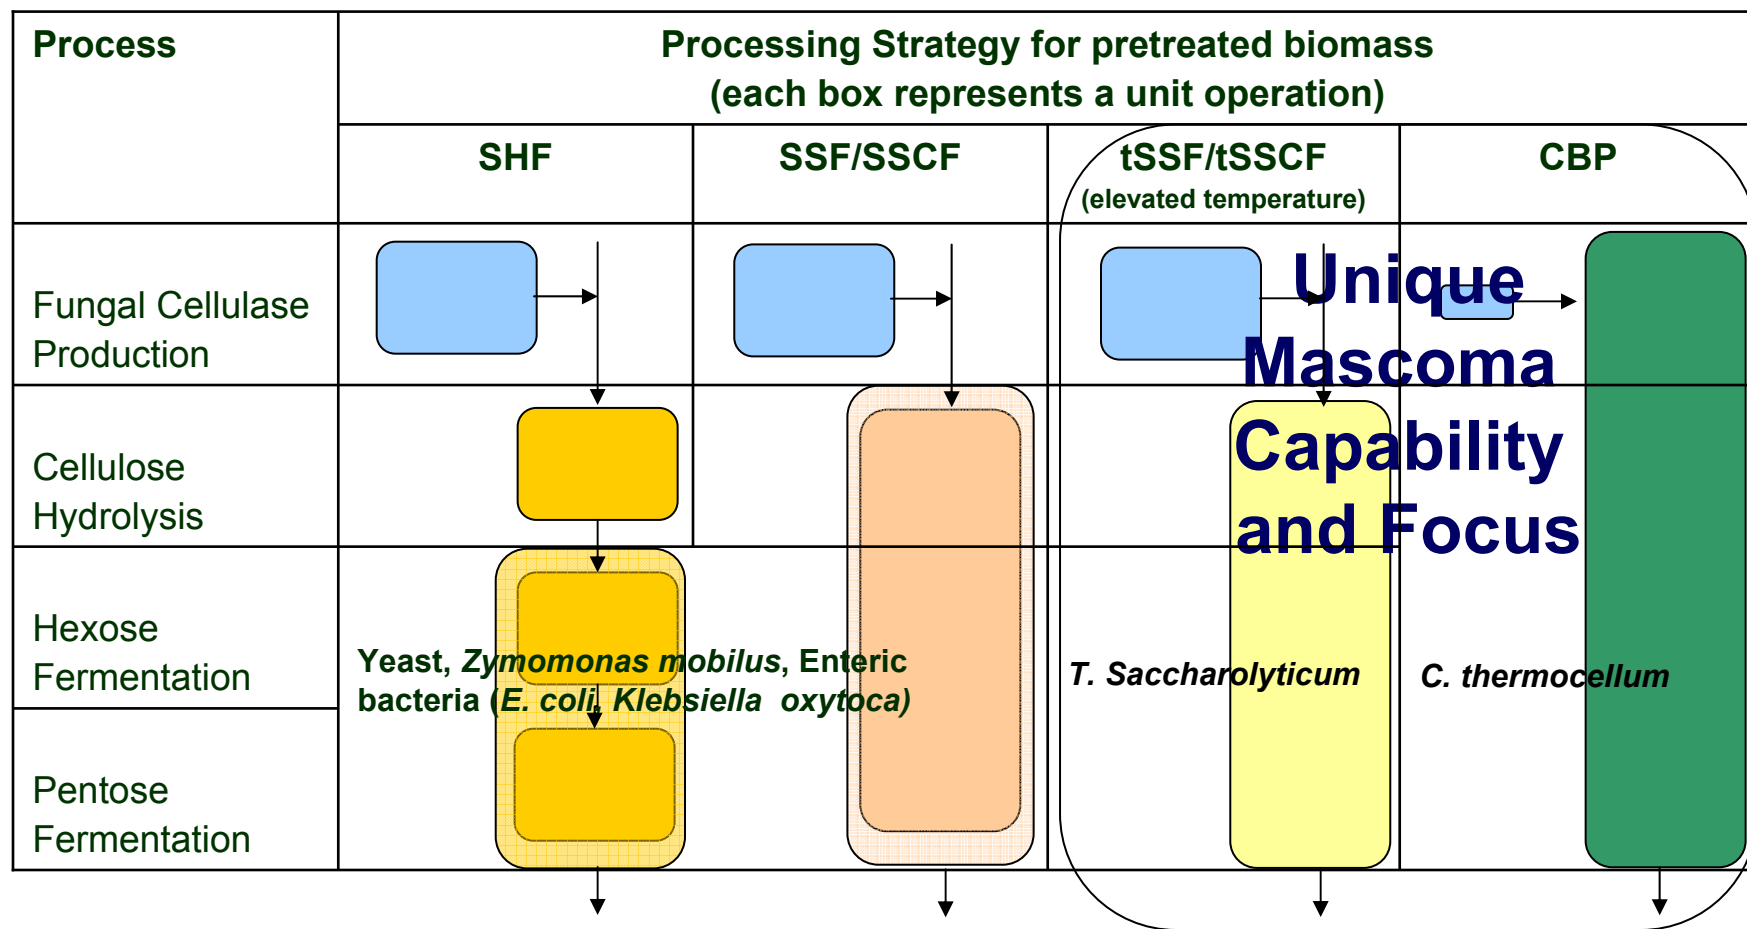 Process
Processing Strategy for pretreated biomass
(each box represents a unit operation)
SHF
SSF/SSCF
tSSF/tSSCF
(elevated temperature)
CBP
Fungal Cellulase
Production
Unique
Mascoma
Capability
and Focus
Cellulose
Hydrolysis
Hexose
Fermentation
Yeast, Zymomonas mobilus, Enteric
bacteria (E. coli, Klebsiella oxytoca)
T. Saccharolyticum
C. thermocellum
Pentose
Fermentation